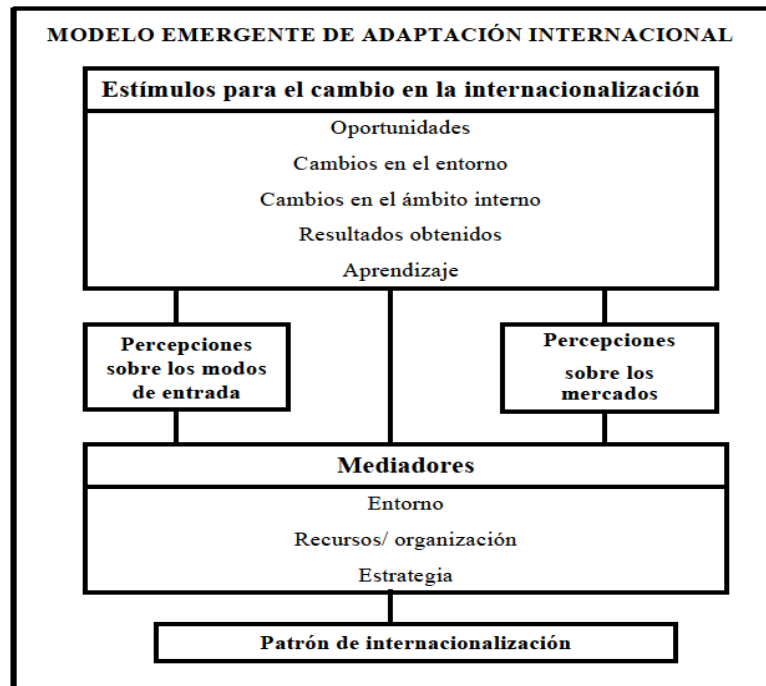 MODELO EMERGENTE DE ADAPTACIÓN INTERNACIONAL
Estímulos para el cambio en la internacionalización
Oportunidades
Cambios en el entorno
Cambios en el ámbito interno
Resultados obtenidos
Aprendizaje
Percepciones
sobre los modos
de entrada
Percepciones
sobre los
mercados
Mediadores
Entorno
Recursos/ organización
Estrategia
Patrón de internacionalización